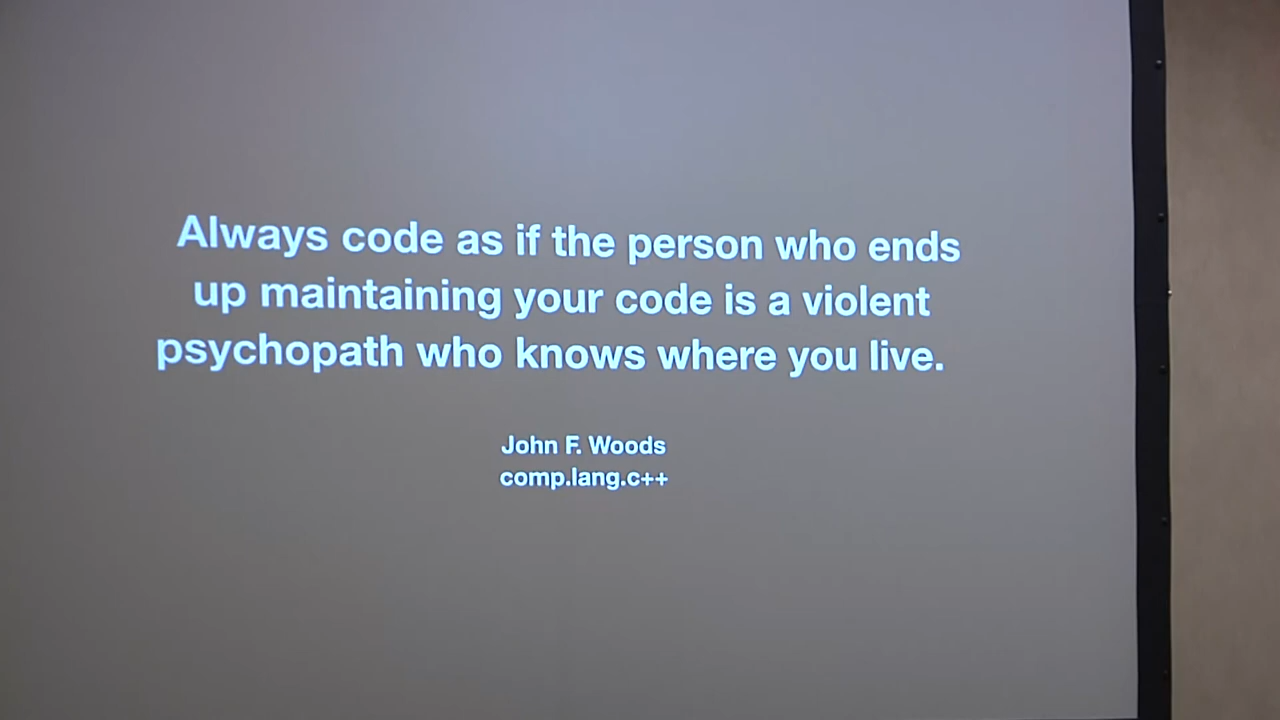 Always code as if the person who ends
up maintaining your code is a violent
psychopath who knows where you live.
John F. Woods
comp.lang.c++